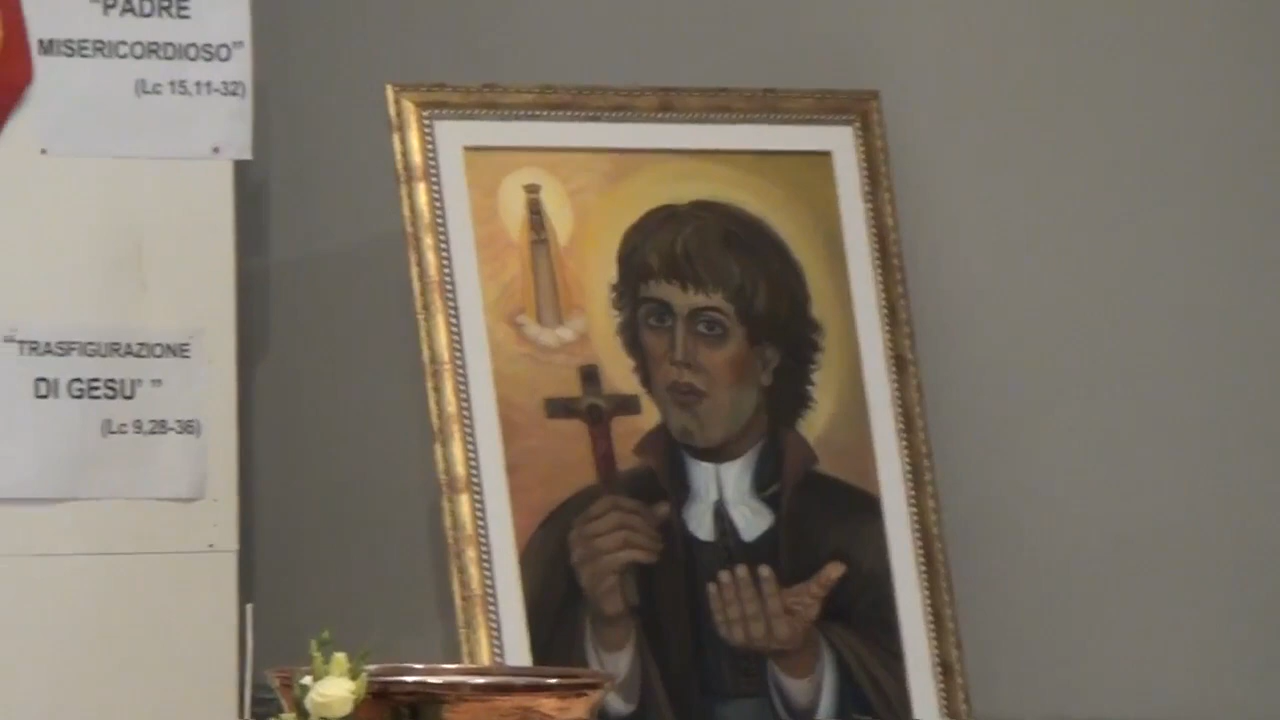 "PADRE
MISERICORDIOSO"
(Lc 15,11-32)
"TRASFIGURAZIONE
DI GESU' "
(Lc 9,28-36)